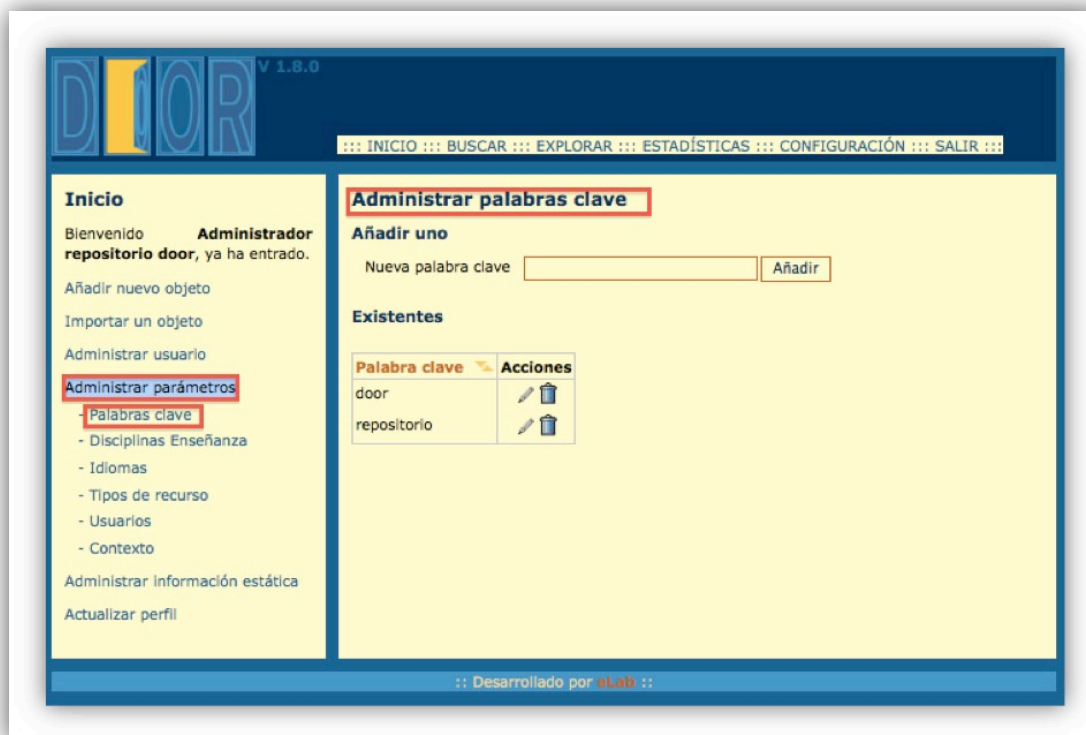 DOOR V 1.8.0
::: INICIO ::: BUSCAR ::: EXPLORAR ::: ESTADÍSTICAS ::: CONFIGURACIÓN ::: SALIR :::
Inicio
Bienvenido Administrador
repositorio door, ya ha entrado.
Añadir nuevo objeto
Importar un objeto
Administrar usuario
Administrar parámetros
- Palabras clave
- Disciplinas Enseñanza
- Idiomas
- Tipos de recurso
- Usuarios
- Contexto
Administrar información estática
Actualizar perfil
Administrar palabras clave
Añadir uno
Nueva palabra clave Añadir
Existentes
Palabra clave Acciones
door
repositorio
:: Desarrollado por eLab ::